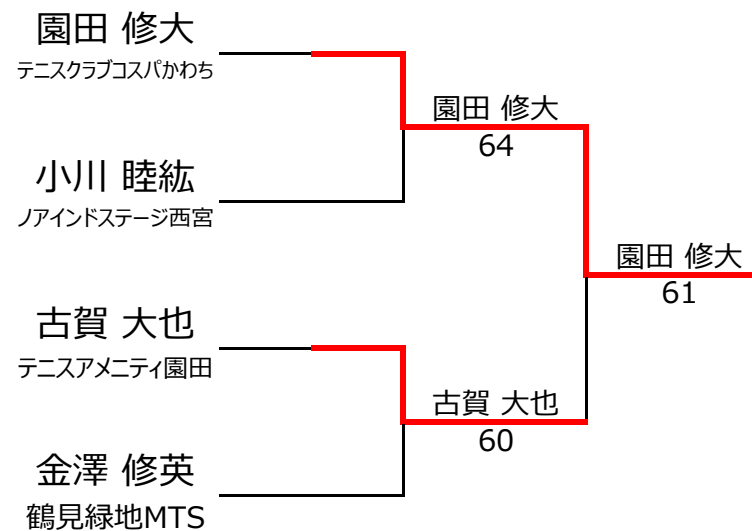 園田 修大
テニスクラブコスパかわち
園田 修大
64
小川 睦紘
ノアインドステージ西宮
園田 修大
61
古賀 大也
テニスアメニティ園田
古賀 大也
60
金澤 修英
鶴見緑地MTS